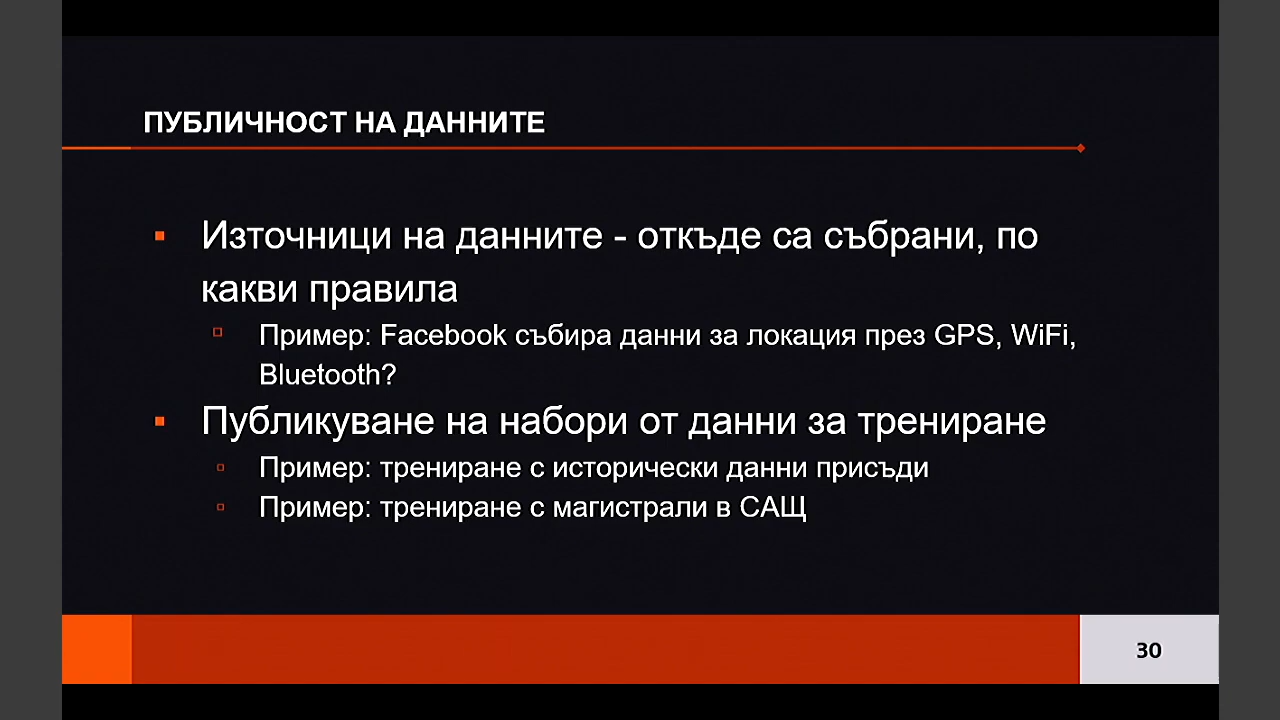 ПУБЛИЧНОСТ НА ДАННИТЕ
Източници на данните - откъде са събрани, по
какви правила
Пример: Facebook събира данни за локация през GPS, WiFi,
Bluetooth?
Публикуване на набори от данни за трениране
Пример: трениране с исторически данни присъди
Пример: трениране с магистрали в САЩ
30